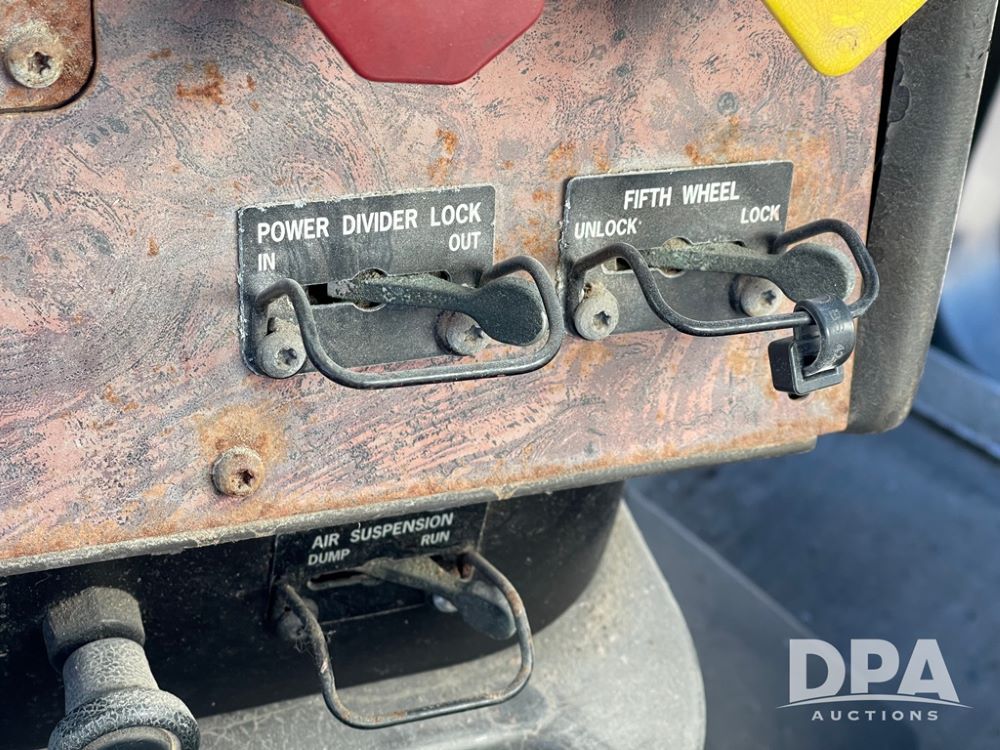 POWER DIVIDER LOCK
IN OUT
FIFTH WHEEL
UNLOCK LOCK
AIR SUSPENSION
DUMP RUN
DPA
AUCTIONS